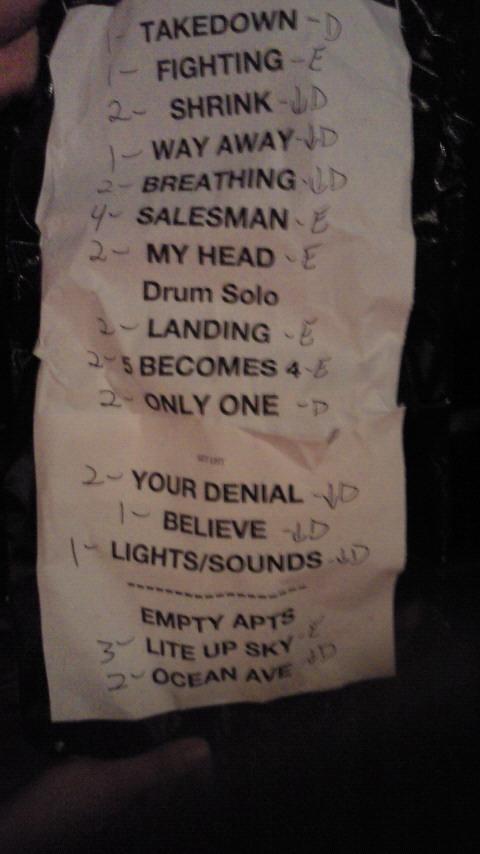 1- TAKEDOWN - D
1- FIGHTING - E
2- SHRINK - ↓D
1- WAY AWAY - ↓D
2- BREATHING - ↓D
4- SALESMAN - E
2- MY HEAD - E
Drum Solo
2- LANDING - E
2- 5 BECOMES 4 - E
2- ONLY ONE - D
2- YOUR DENIAL - ↓D
1- BELIEVE - ↓D
1- LIGHTS/SOUNDS - ↓D
--------------------
EMPTY APTS
3- LITE UP SKY - E
2- OCEAN AVE - ↓D